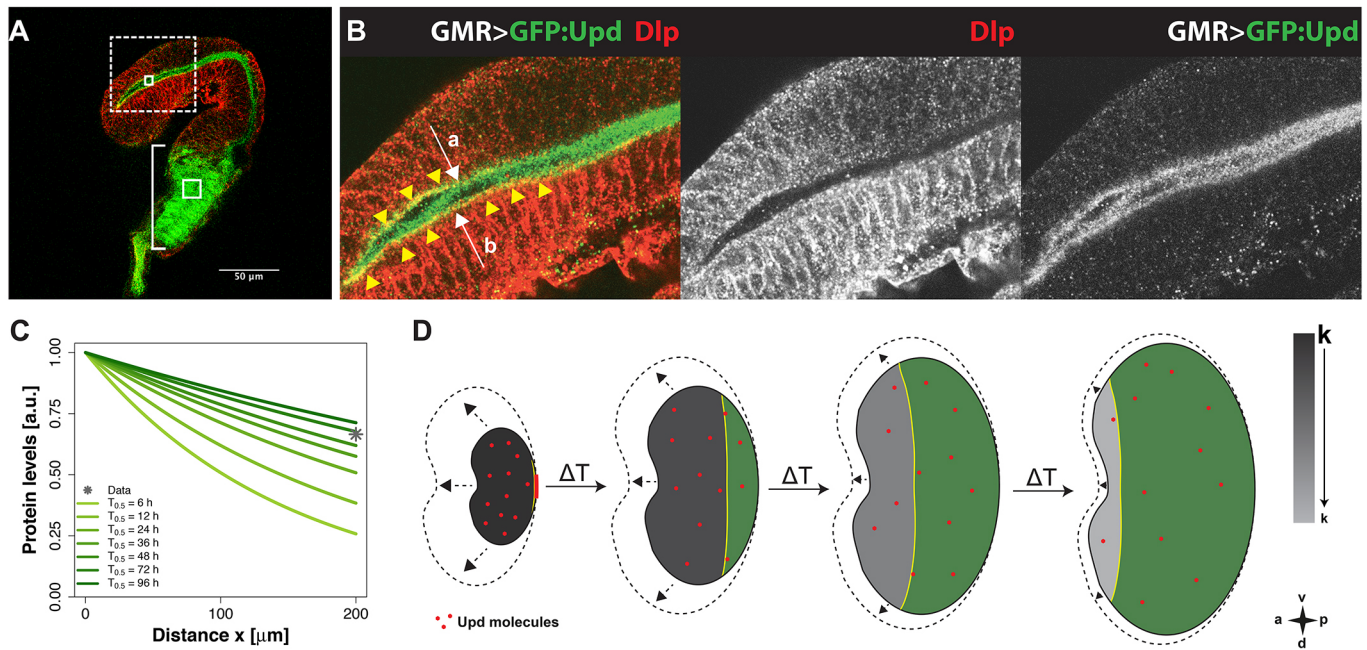 A
50 µm
B
GMR>GFP:Upd Dlp
Dlp
GMR>GFP:Upd
a
b
C
Protein levels [a.u.]
1.00
0.75
0.50
0.25
0.00
Data
T0.5 = 6 h
T0.5 = 12 h
T0.5 = 24 h
T0.5 = 36 h
T0.5 = 48 h
T0.5 = 72 h
T0.5 = 96 h
0
100
200
Distance x [µm]
D
ΔT
ΔT
ΔT
Upd molecules
k
k
v
a
p
d